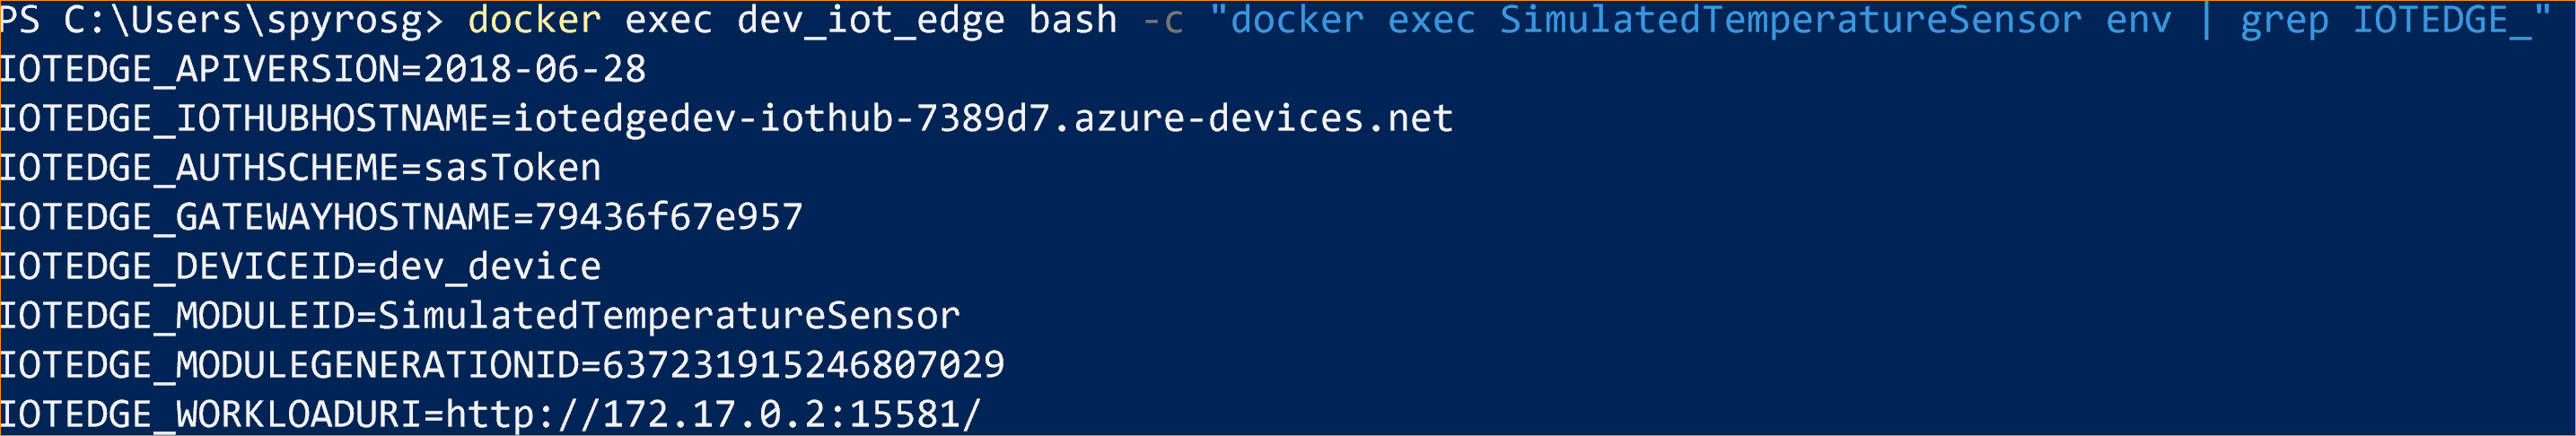 PS C:\Users\spyrosg> docker exec dev_iot_edge bash -c "docker exec SimulatedTemperatureSensor env | grep IOTEDGE_"
IOTEDGE_APIVERSION=2018-06-28
IOTEDGE_IOTHUBHOSTNAME=iotedgedev-iothub-7389d7.azure-devices.net
IOTEDGE_AUTHSCHEME=sasToken
IOTEDGE_GATEWAYHOSTNAME=79436f67e957
IOTEDGE_DEVICEID=dev_device
IOTEDGE_MODULEID=SimulatedTemperatureSensor
IOTEDGE_MODULEGENERATIONID=637231915246807029
IOTEDGE_WORKLOADURI=http://172.17.0.2:15581/